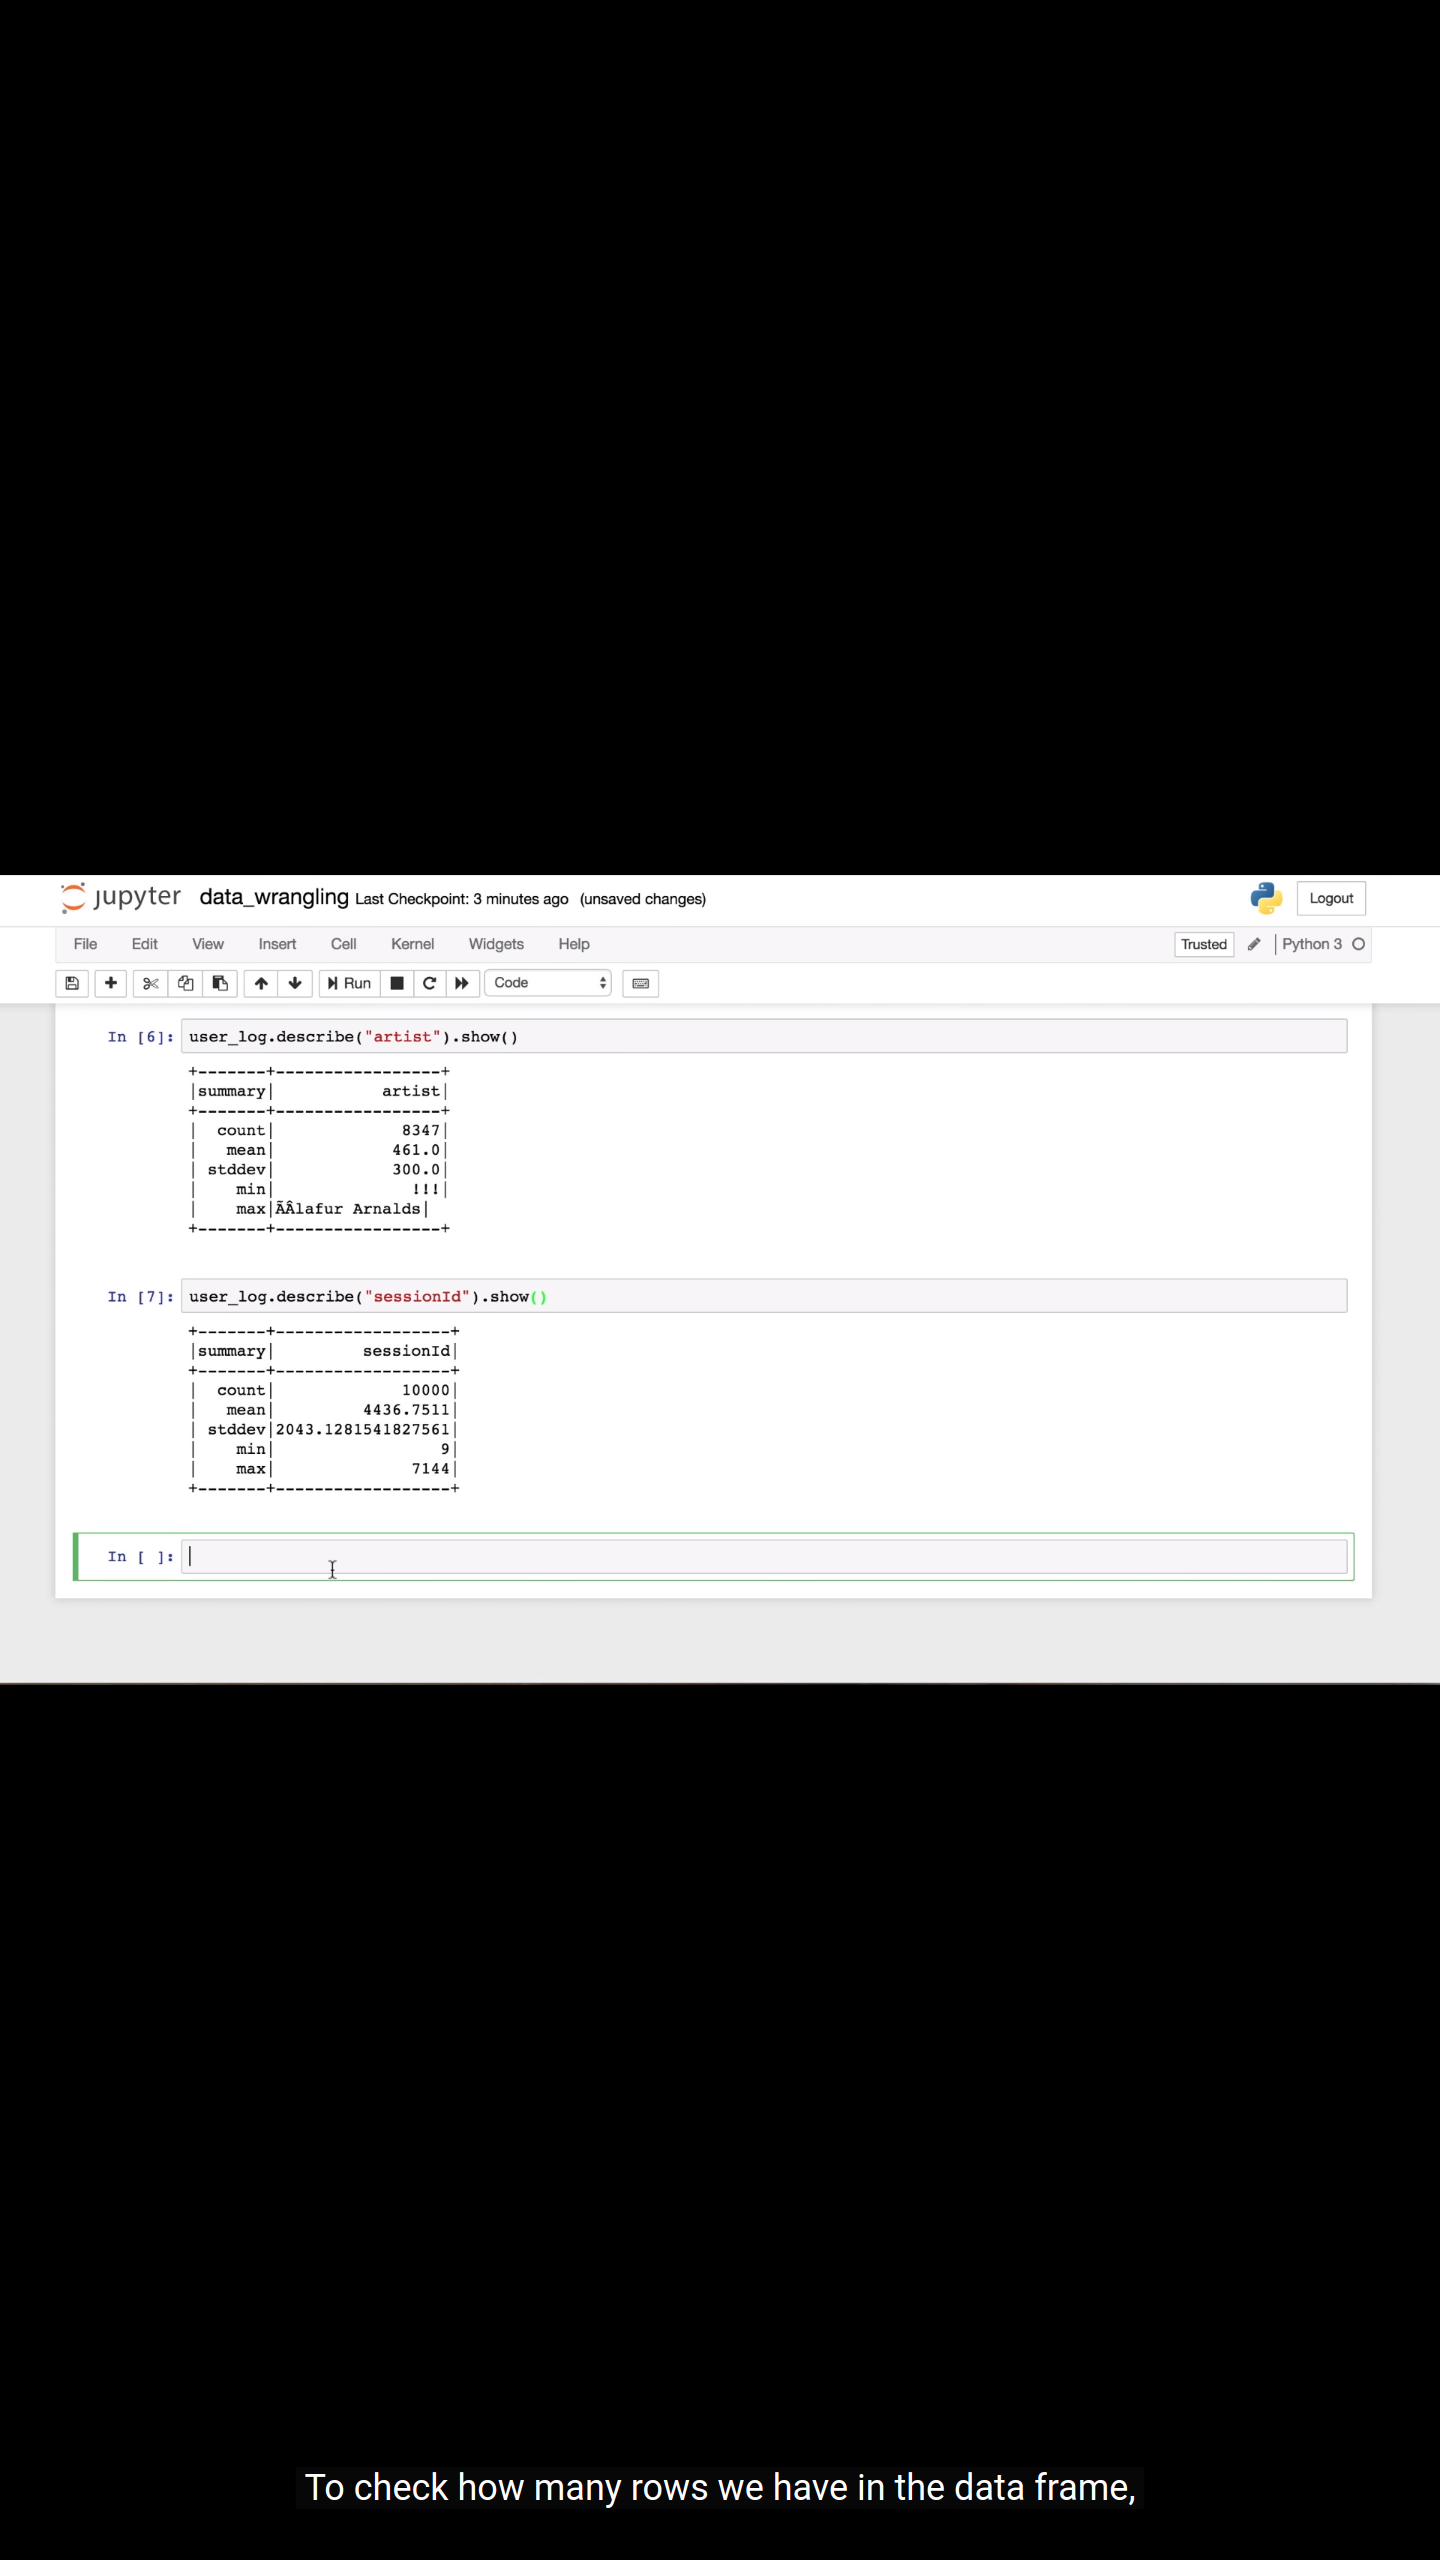 jupyter data_wrangling Last Checkpoint: 3 minutes ago (unsaved changes) Logout
File Edit View Insert Cell Kernel Widgets Help Trusted Python 3
Run Code
In [6]: user_log.describe("artist").show()
+-------+-----------------+
|summary|           artist|
+-------+-----------------+
|  count|             8347|
|   mean|            461.0|
| stddev|            300.0|
|    min|              !!!|
|    max|ÃÂlafur Arnalds|
+-------+-----------------+
In [7]: user_log.describe("sessionId").show()
+-------+------------------+
|summary|         sessionId|
+-------+------------------+
|  count|             10000|
|   mean|         4436.7511|
| stddev|2043.1281541827561|
|    min|                 9|
|    max|              7144|
+-------+------------------+
In [ ]:
To check how many rows we have in the data frame,